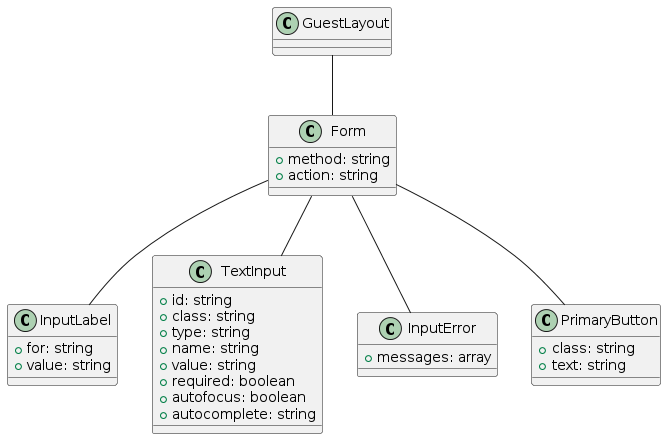 C GuestLayout
C Form
method: string
action: string
C InputLabel
for: string
value: string
C TextInput
id: string
class: string
type: string
name: string
value: string
required: boolean
autofocus: boolean
autocomplete: string
C InputError
messages: array
C PrimaryButton
class: string
text: string